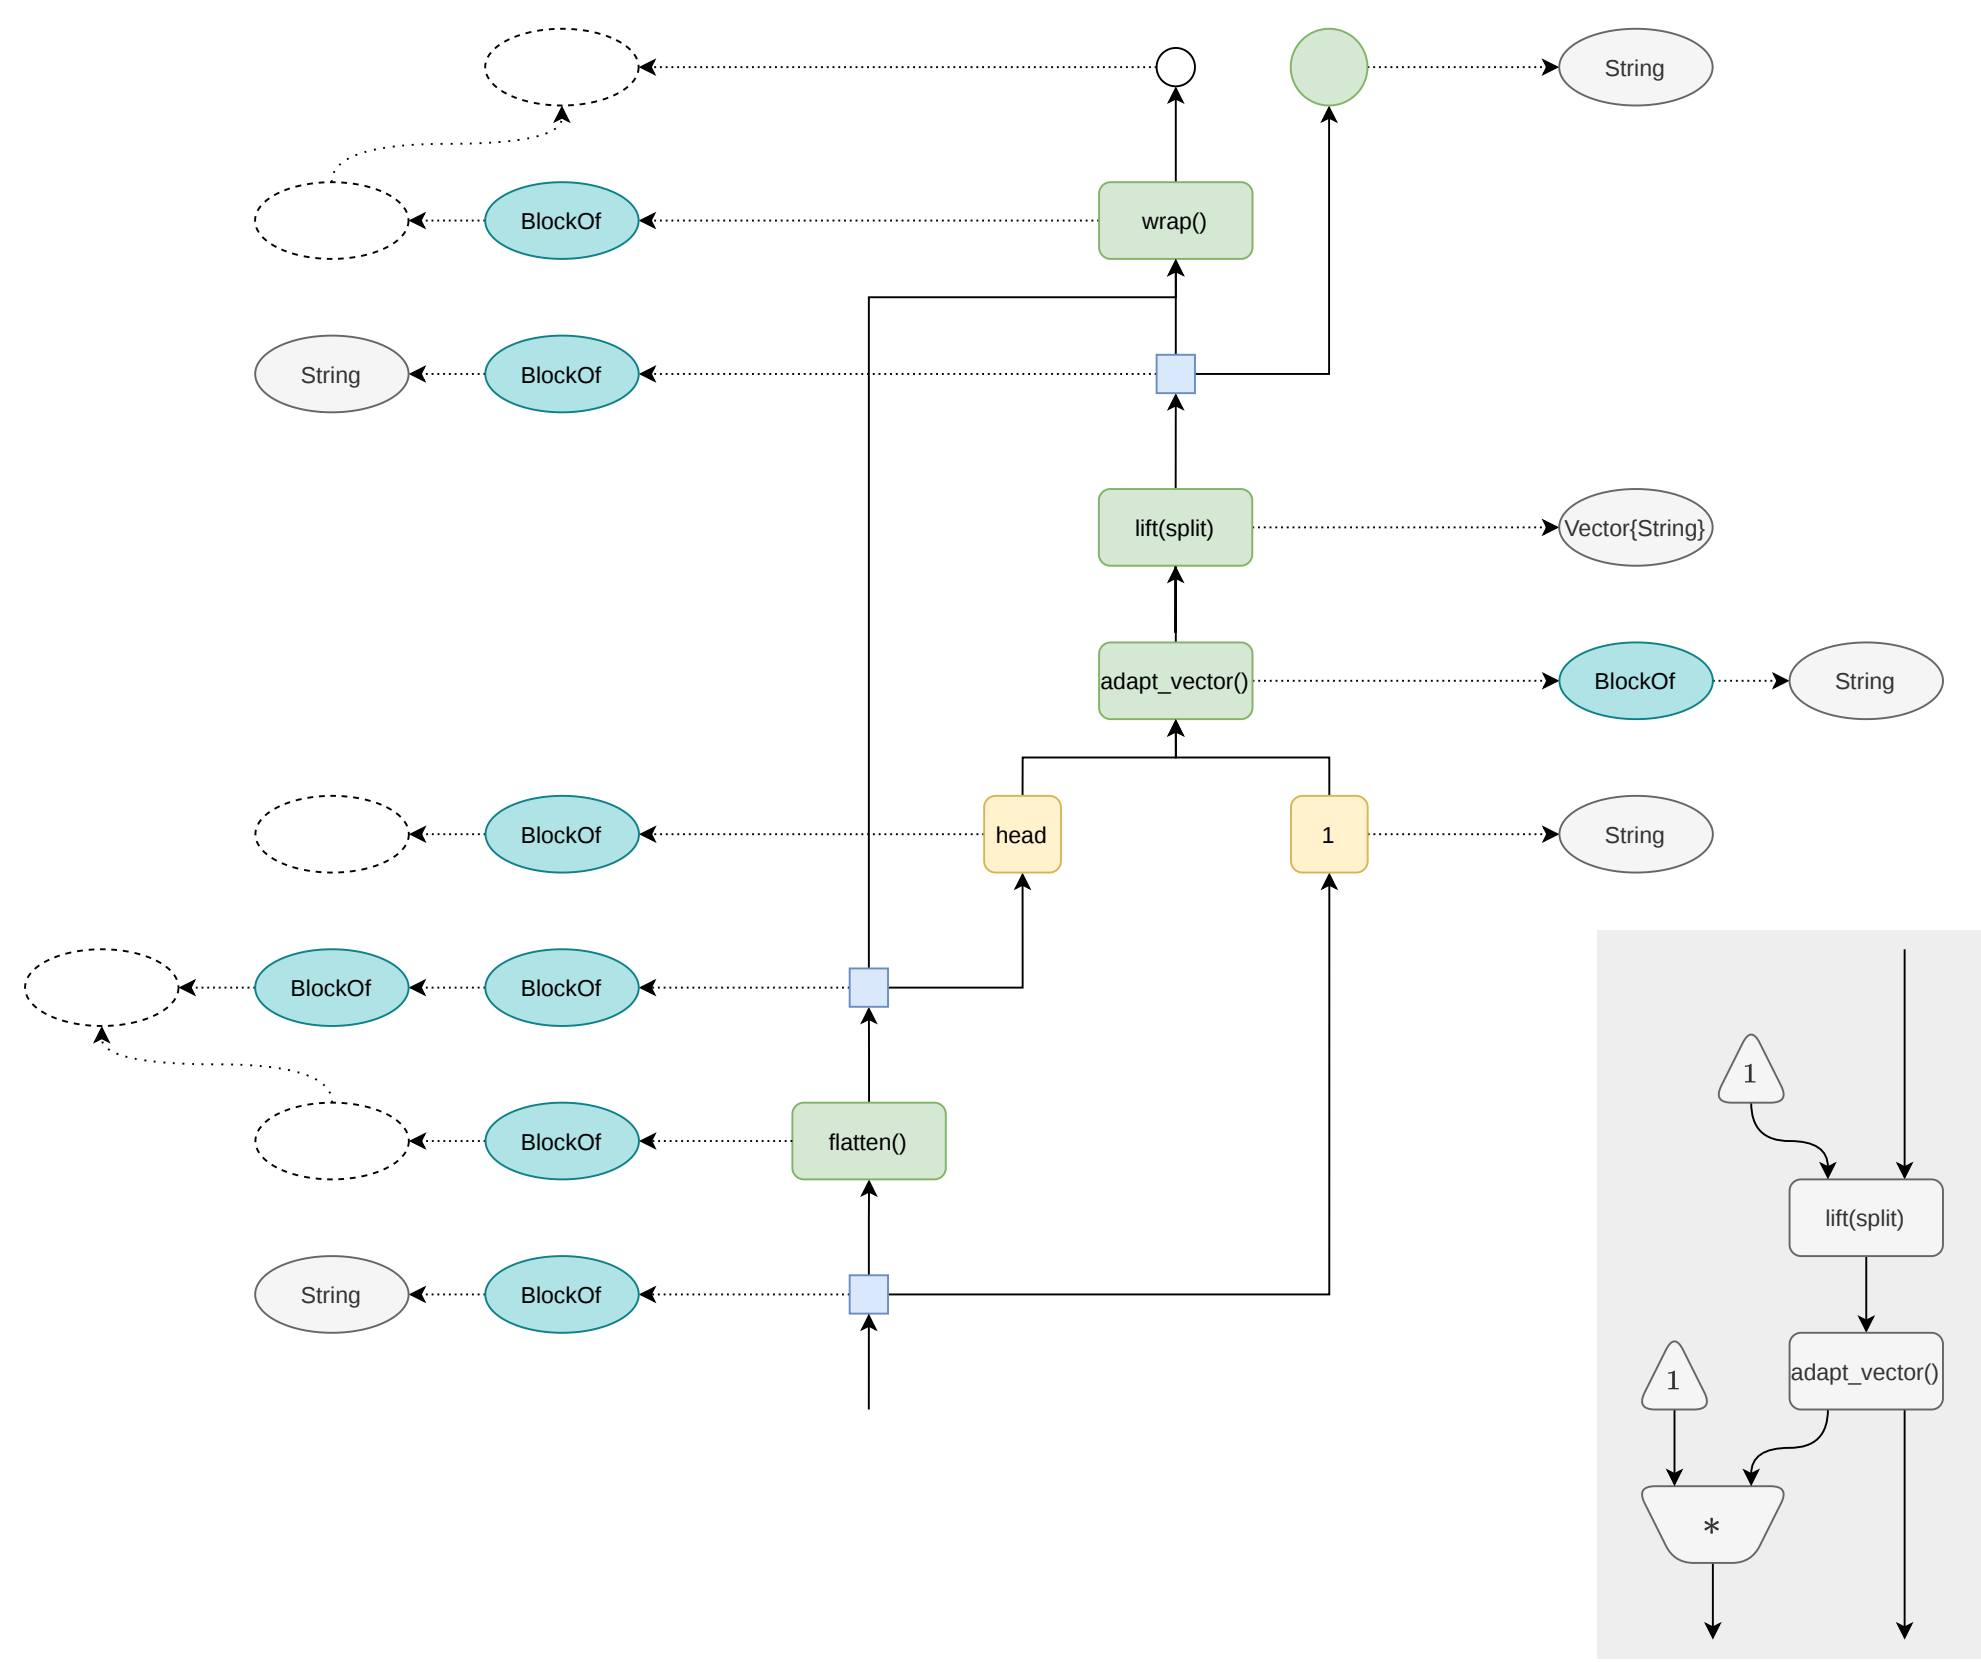 String
wrap()
BlockOf
String
BlockOf
lift(split)
Vector{String}
adapt_vector()
BlockOf
String
BlockOf
head
1
String
BlockOf
BlockOf
1
BlockOf
flatten()
lift(split)
String
BlockOf
1
adapt_vector()
*